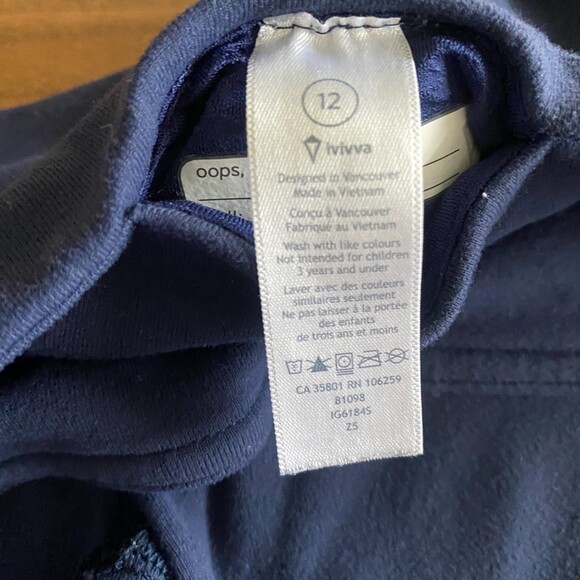 12
ivivva
oops,
Designed in Vancouver
Made in Vietnam
Conçu à Vancouver
Fabriqué au Vietnam
Wash with like colours
Not intended for children
3 years and under
Laver avec des couleurs
similaires seulement
Ne pas laisser à la portée
des enfants
de trois ans et moins
CA 35801 RN 106259
B1098
IG6184S
Z5